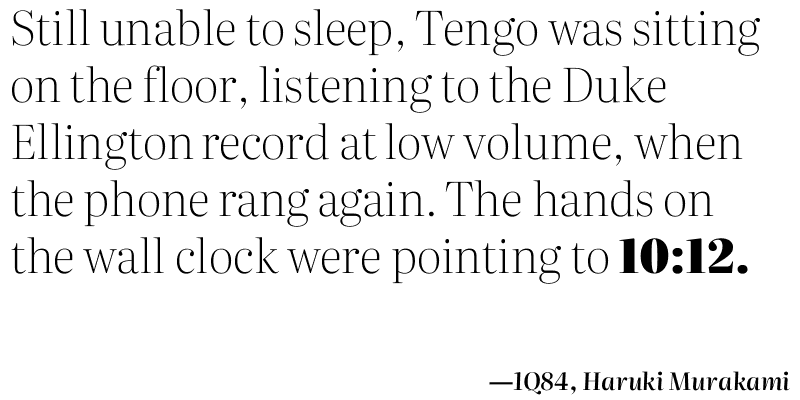 Still unable to sleep, Tengo was sitting
on the floor, listening to the Duke
Ellington record at low volume, when
the phone rang again. The hands on
the wall clock were pointing to 10:12.
—1Q84, Haruki Murakami